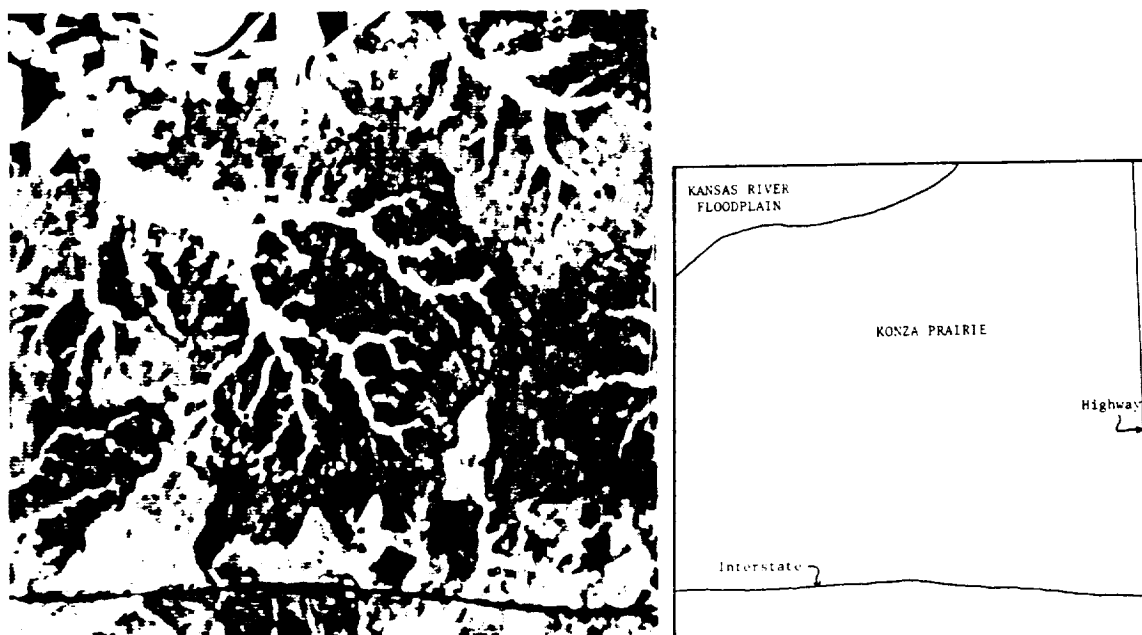 KANSAS RIVER
FLOODPLAIN
KONZA PRAIRIE
Highway
Interstate